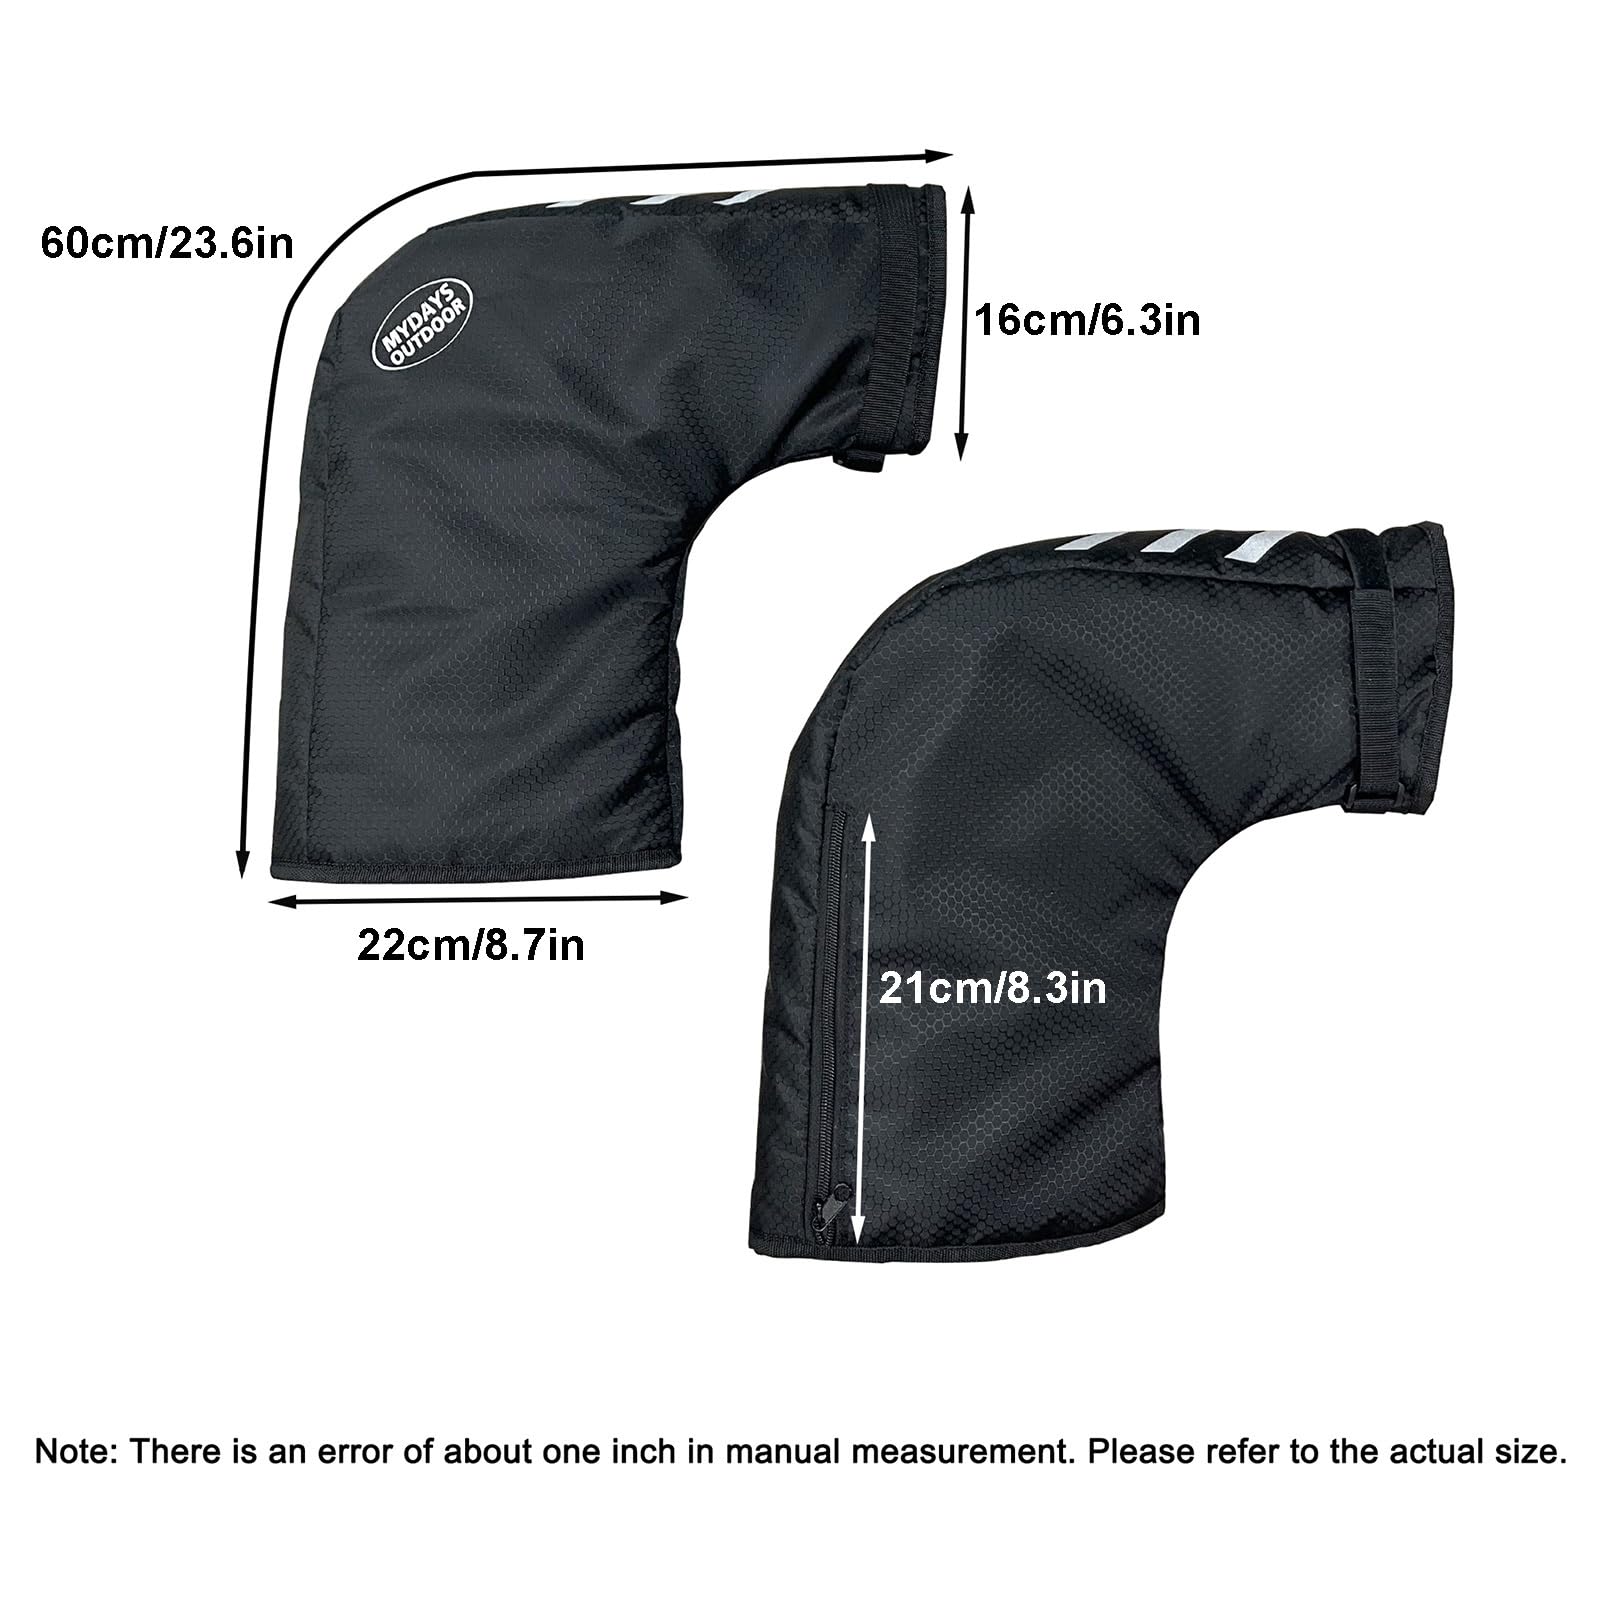 60cm/23.6in
MYDAYS
OUTDOOR
16cm/6.3in
22cm/8.7in
21cm/8.3in
Note: There is an error of about one inch in manual measurement. Please refer to the actual size.